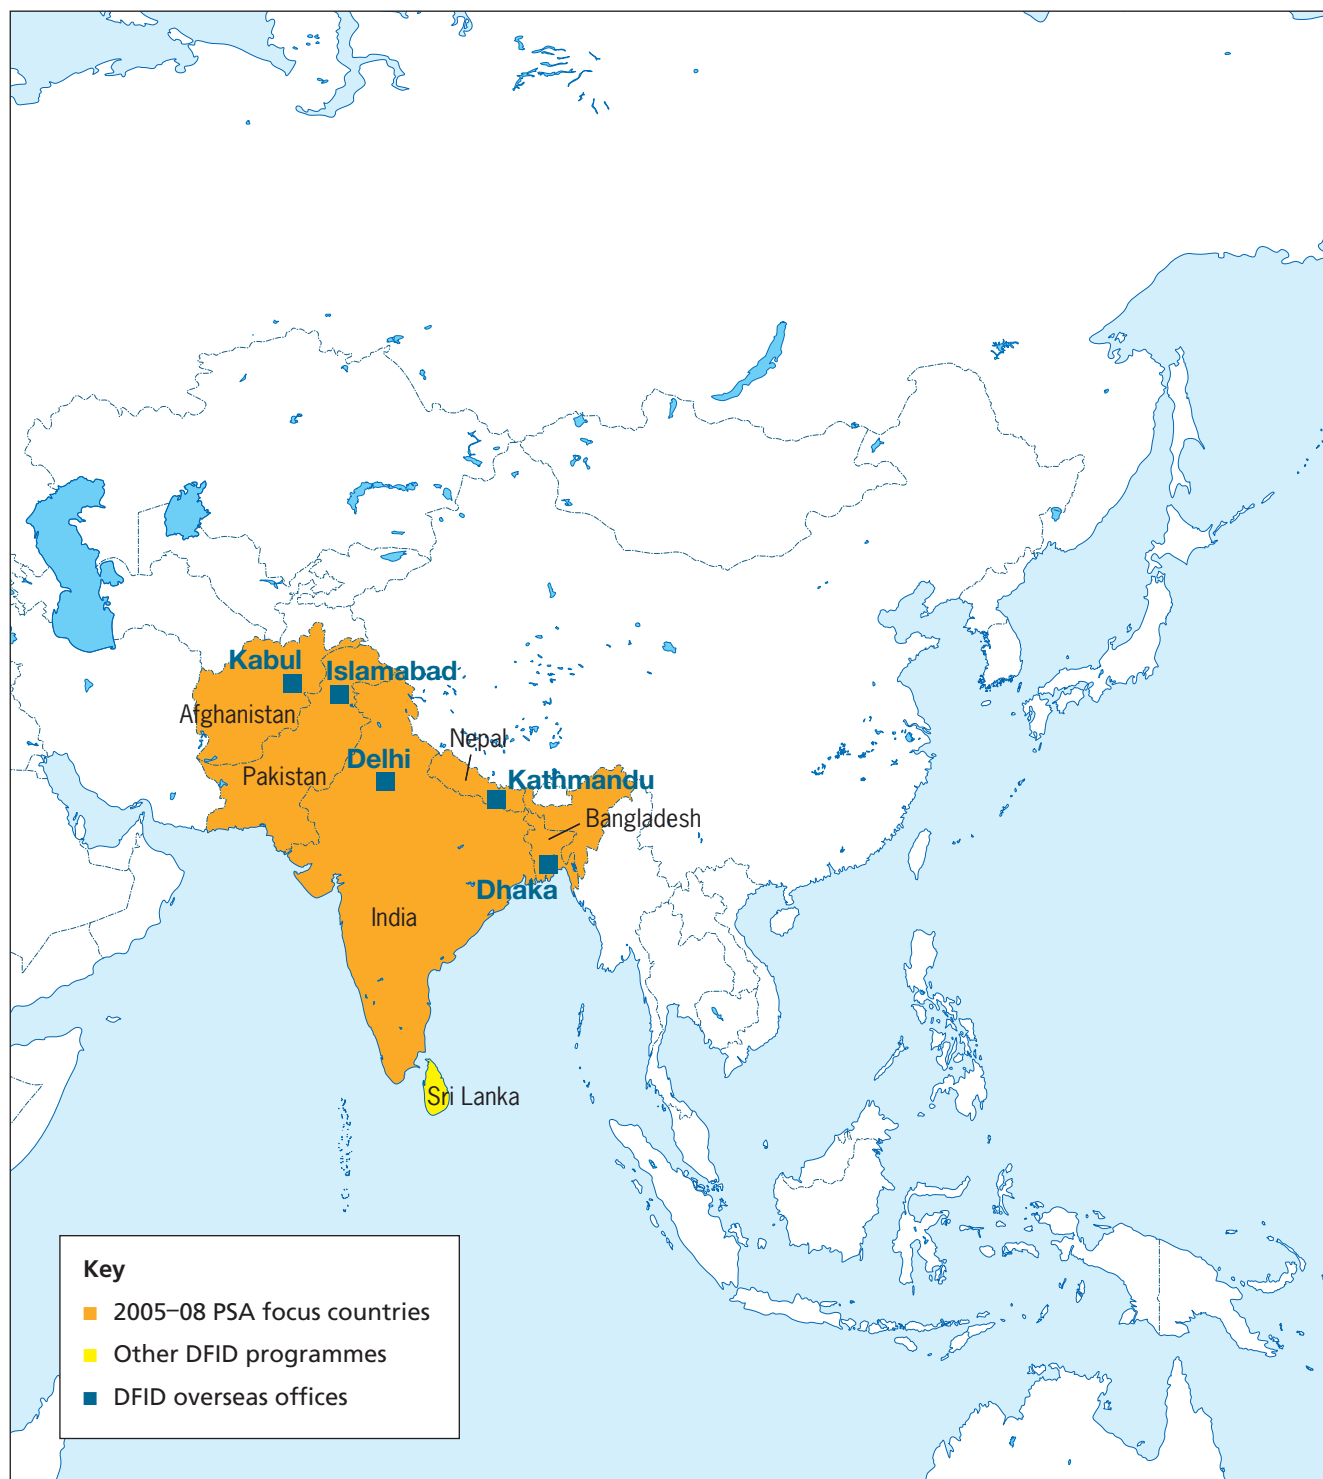 Kabul
Islamabad
Afghanistan
Nepal
Delhi
Pakistan
Kathmandu
Bangladesh
Dhaka
India
Sri Lanka
Key
2005–08 PSA focus countries
Other DFID programmes
DFID overseas offices